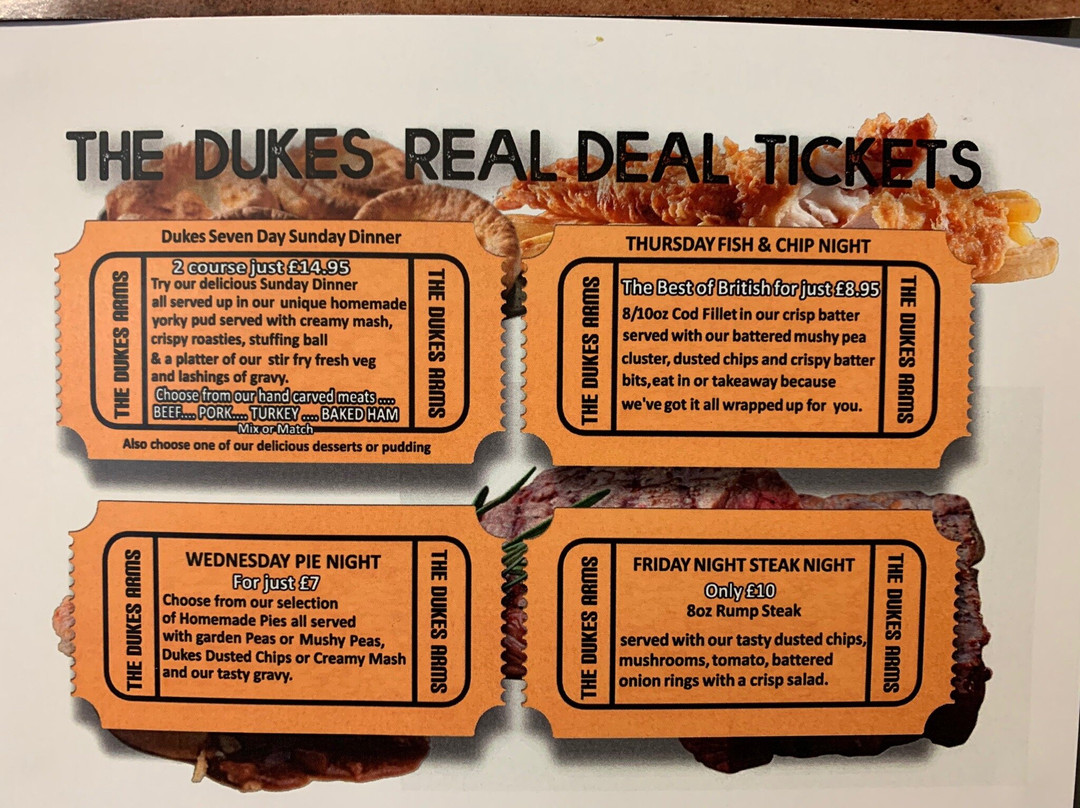 THE DUKES REAL DEAL TICKETS
Dukes Seven Day Sunday Dinner
THE DUKES ARMS
2 course just £14.95
Try our delicious Sunday Dinner
all served up in our unique homemade
yorky pud served with creamy mash,
crispy roasties, stuffing ball
& a platter of our stir fry fresh veg
and lashings of gravy.
Choose from our hand carved meats ....
BEEF.... PORK.... TURKEY .... BAKED HAM
Mix or Match
THE DUKES ARMS
Also choose one of our delicious desserts or pudding
THURSDAY FISH & CHIP NIGHT
THE DUKES ARMS
The Best of British for just £8.95
8/10oz Cod Fillet in our crisp batter
served with our battered mushy pea
cluster, dusted chips and crispy batter
bits, eat in or takeaway because
we've got it all wrapped up for you.
THE DUKES ARMS
THE DUKES ARMS
WEDNESDAY PIE NIGHT
For just £7
Choose from our selection
of Homemade Pies all served
with garden Peas or Mushy Peas,
Dukes Dusted Chips or Creamy Mash
and our tasty gravy.
THE DUKES ARMS
THE DUKES ARMS
FRIDAY NIGHT STEAK NIGHT
Only £10
8oz Rump Steak
served with our tasty dusted chips,
mushrooms, tomato, battered
onion rings with a crisp salad.
THE DUKES ARMS